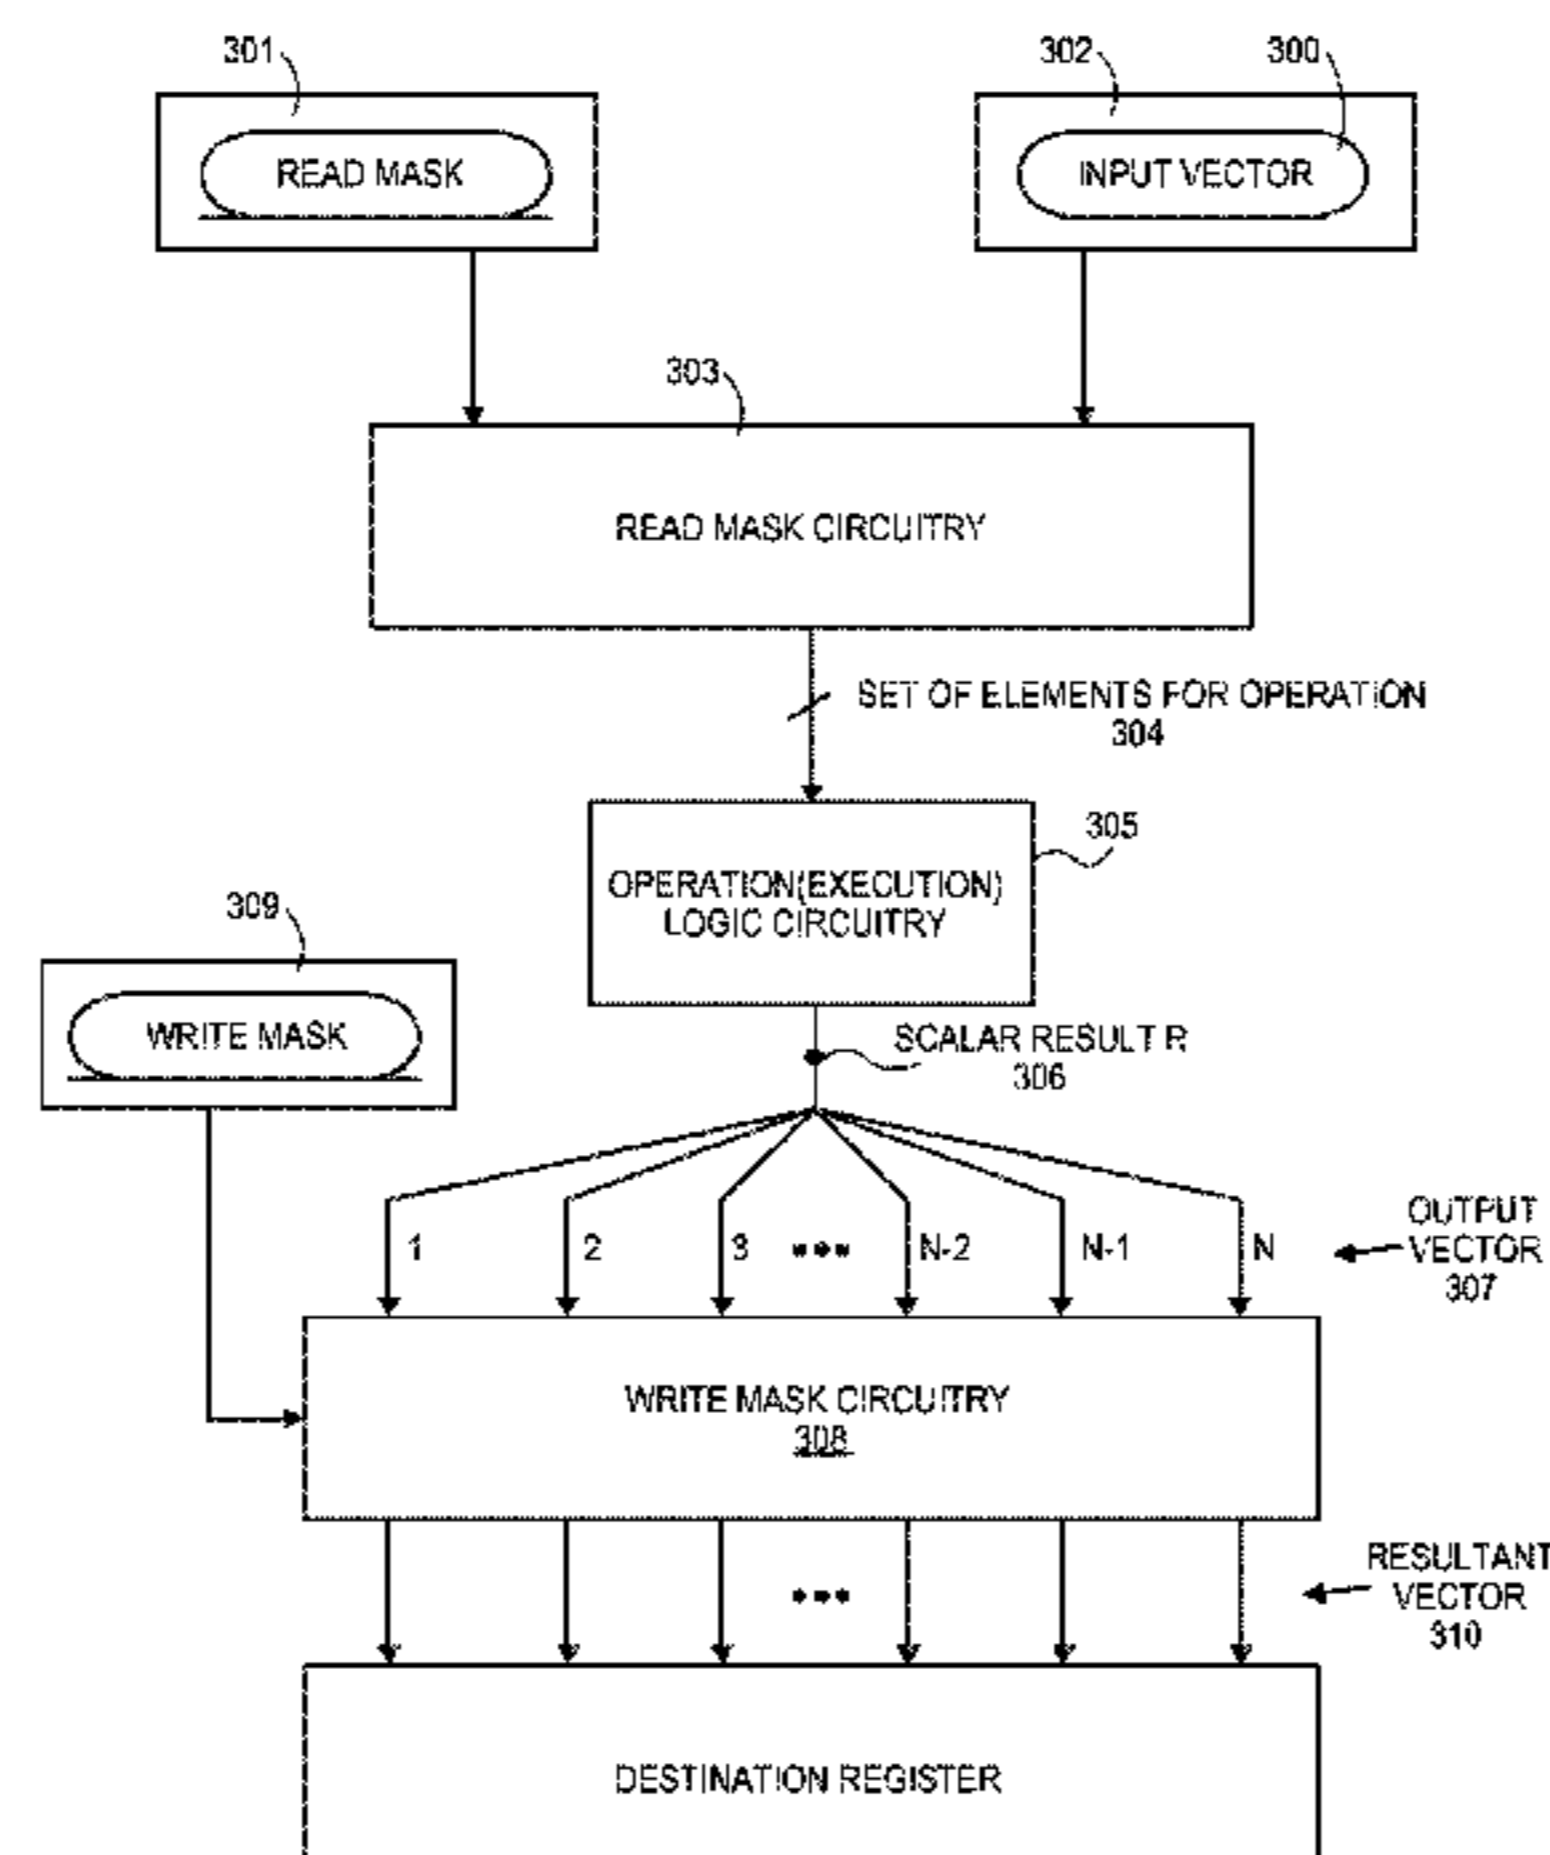 301
302
300
READ MASK
INPUT VECTOR
303
READ MASK CIRCUITRY
SET OF ELEMENTS FOR OPERATION
304
305
OPERATION(EXECUTION)
LOGIC CIRCUITRY
309
WRITE MASK
SCALAR RESULT R
306
1 2 3 ••• N-2 N-1 N
OUTPUT
VECTOR
307
WRITE MASK CIRCUITRY
308
•••
RESULTANT
VECTOR
310
DESTINATION REGISTER